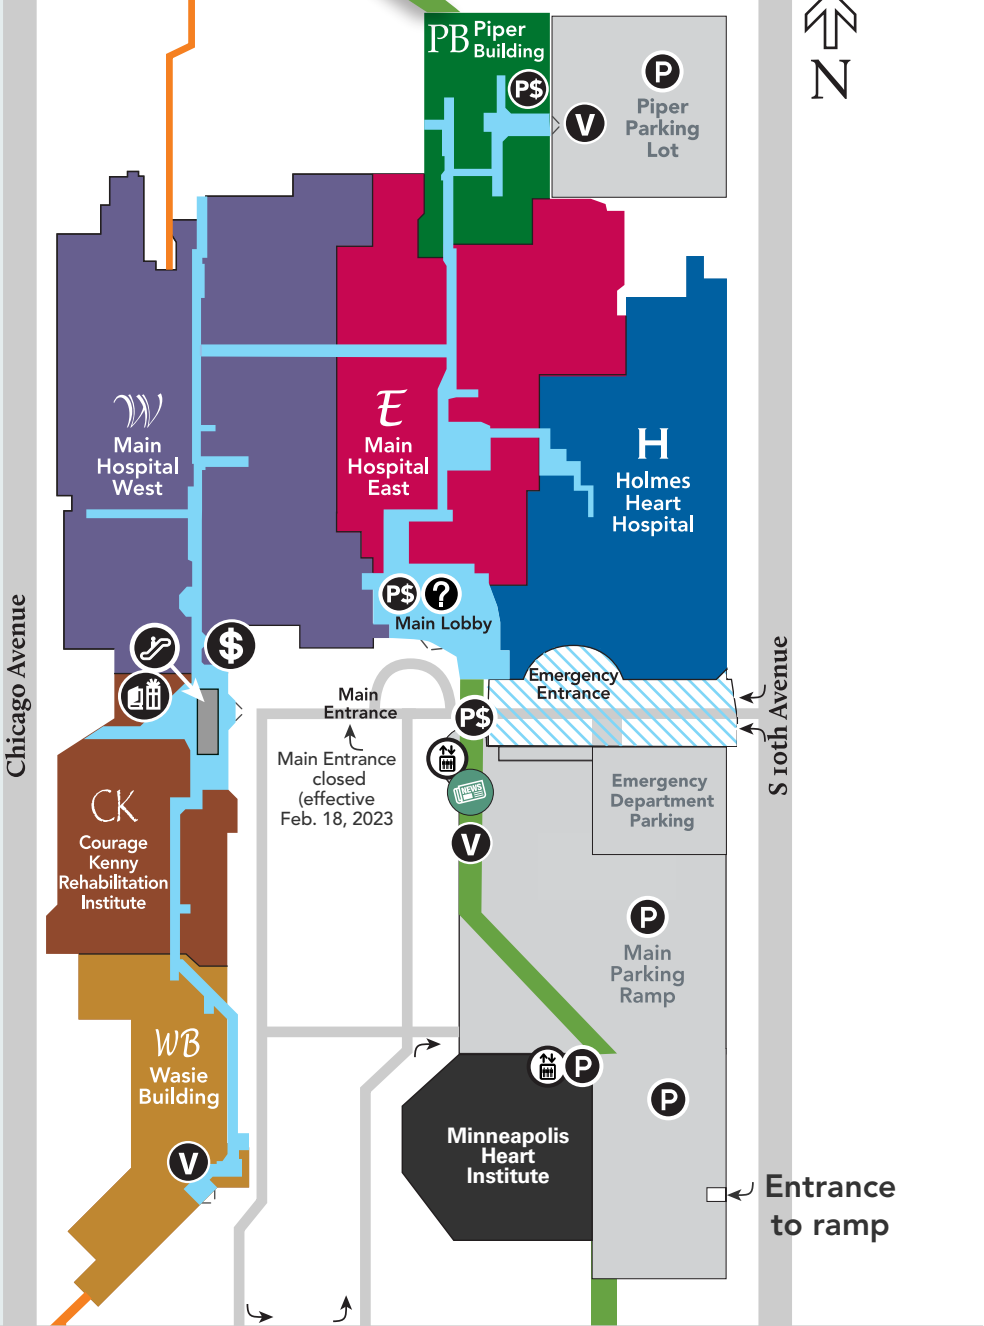 PB Piper
Building
P$
P
V
Piper
Parking
Lot
N
W
Main
Hospital
West
E
Main
Hospital
East
H
Holmes
Heart
Hospital
P$
?
Main Lobby
Chicago Avenue
$
Emergency
Entrance
S 10th Avenue
Main
Entrance
P$
Main Entrance
closed
(effective
Feb. 18, 2023
NEWS
V
Emergency
Department
Parking
CK
Courage
Kenny
Rehabilitation
Institute
P
Main
Parking
Ramp
WB
Wasie
Building
P
P
V
Minneapolis
Heart
Institute
Entrance
to ramp